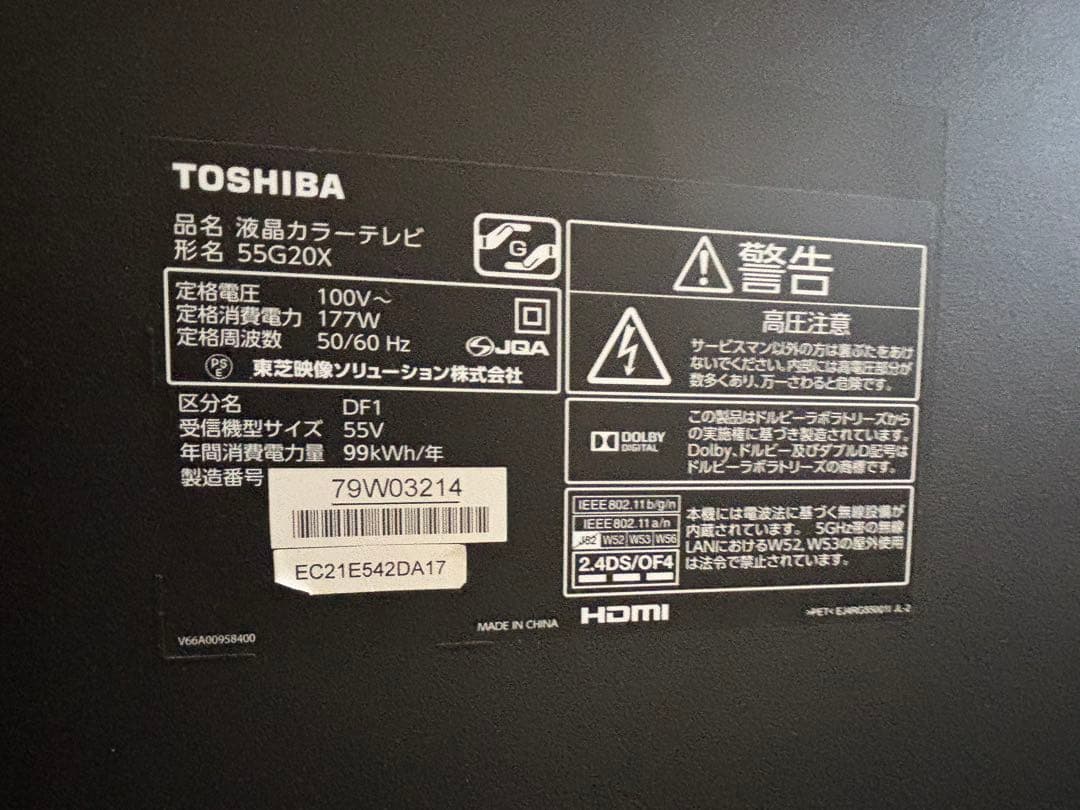 TOSHIBA
品名 液晶カラーテレビ
形名 55G20X
G
定格電圧 100V～
定格消費電力 177W
定格周波数 50/60 Hz
JQA
PS
E
東芝映像ソリューション株式会社
区分名 DF1
受信機型サイズ 55V
年間消費電力量 99kWh/年
製造番号
79W03214
EC21E542DA17
V66A00958400
MADE IN CHINA
警告
高圧注意
サービスマン以外の方は裏ぶたをあけ
ないでください。内部には高電圧部分が
数多くあり、万一さわると危険です。
DOLBY
DIGITAL
この製品はドルビーラボラトリーズから
の実施権に基づき製造されています。
Dolby、ドルビー及びダブルD記号は
ドルビーラボラトリーズの商標です。
IEEE802.11b/g/n
IEEE802.11a/n
J52 W52 W53 W56
2.4DS/OF4
本機には電波法に基づく無線設備が
内蔵されています。 5GHz帯の無線
LANにおけるW52、W53の屋外使用
は法令で禁止されています。
HDMI
>PET<